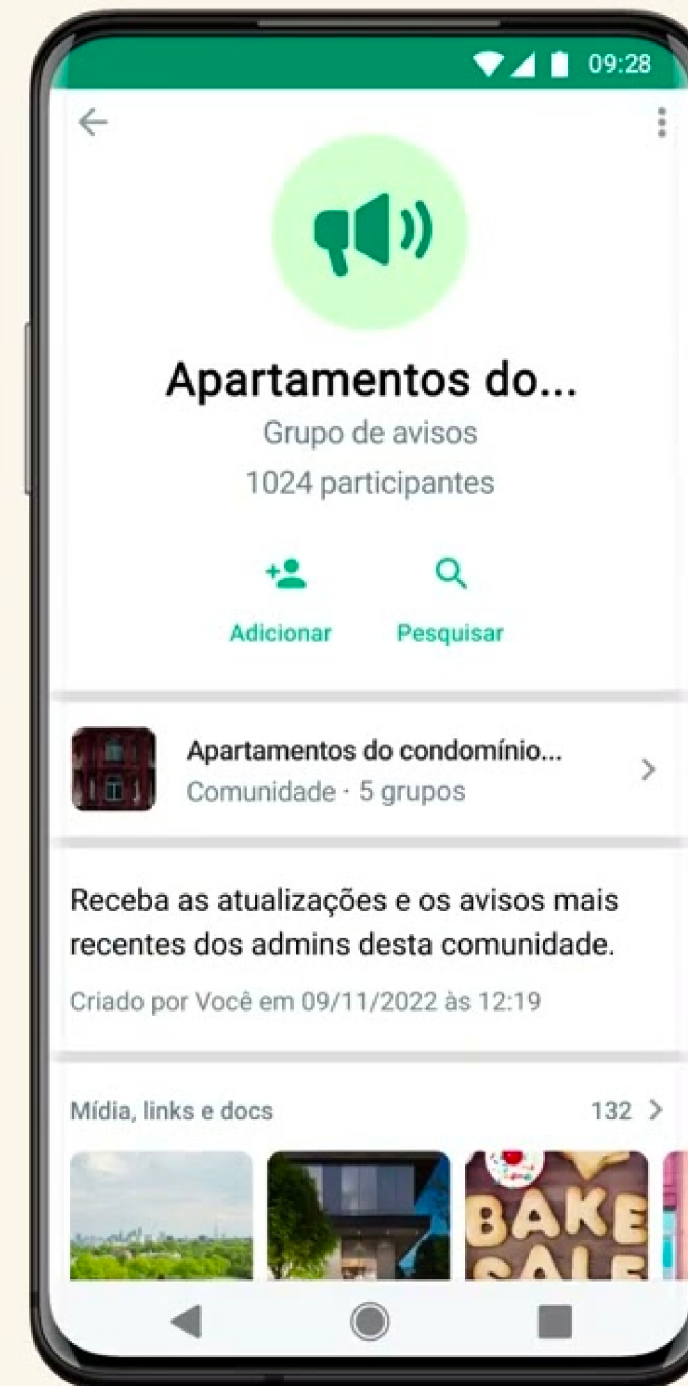 09:28
Apartamentos do...
Grupo de avisos
1024 participantes
Adicionar Pesquisar
Apartamentos do condomínio...
Comunidade · 5 grupos
Receba as atualizações e os avisos mais
recentes dos admins desta comunidade.
Criado por Você em 09/11/2022 às 12:19
Mídia, links e docs 132
BAKE
SALE